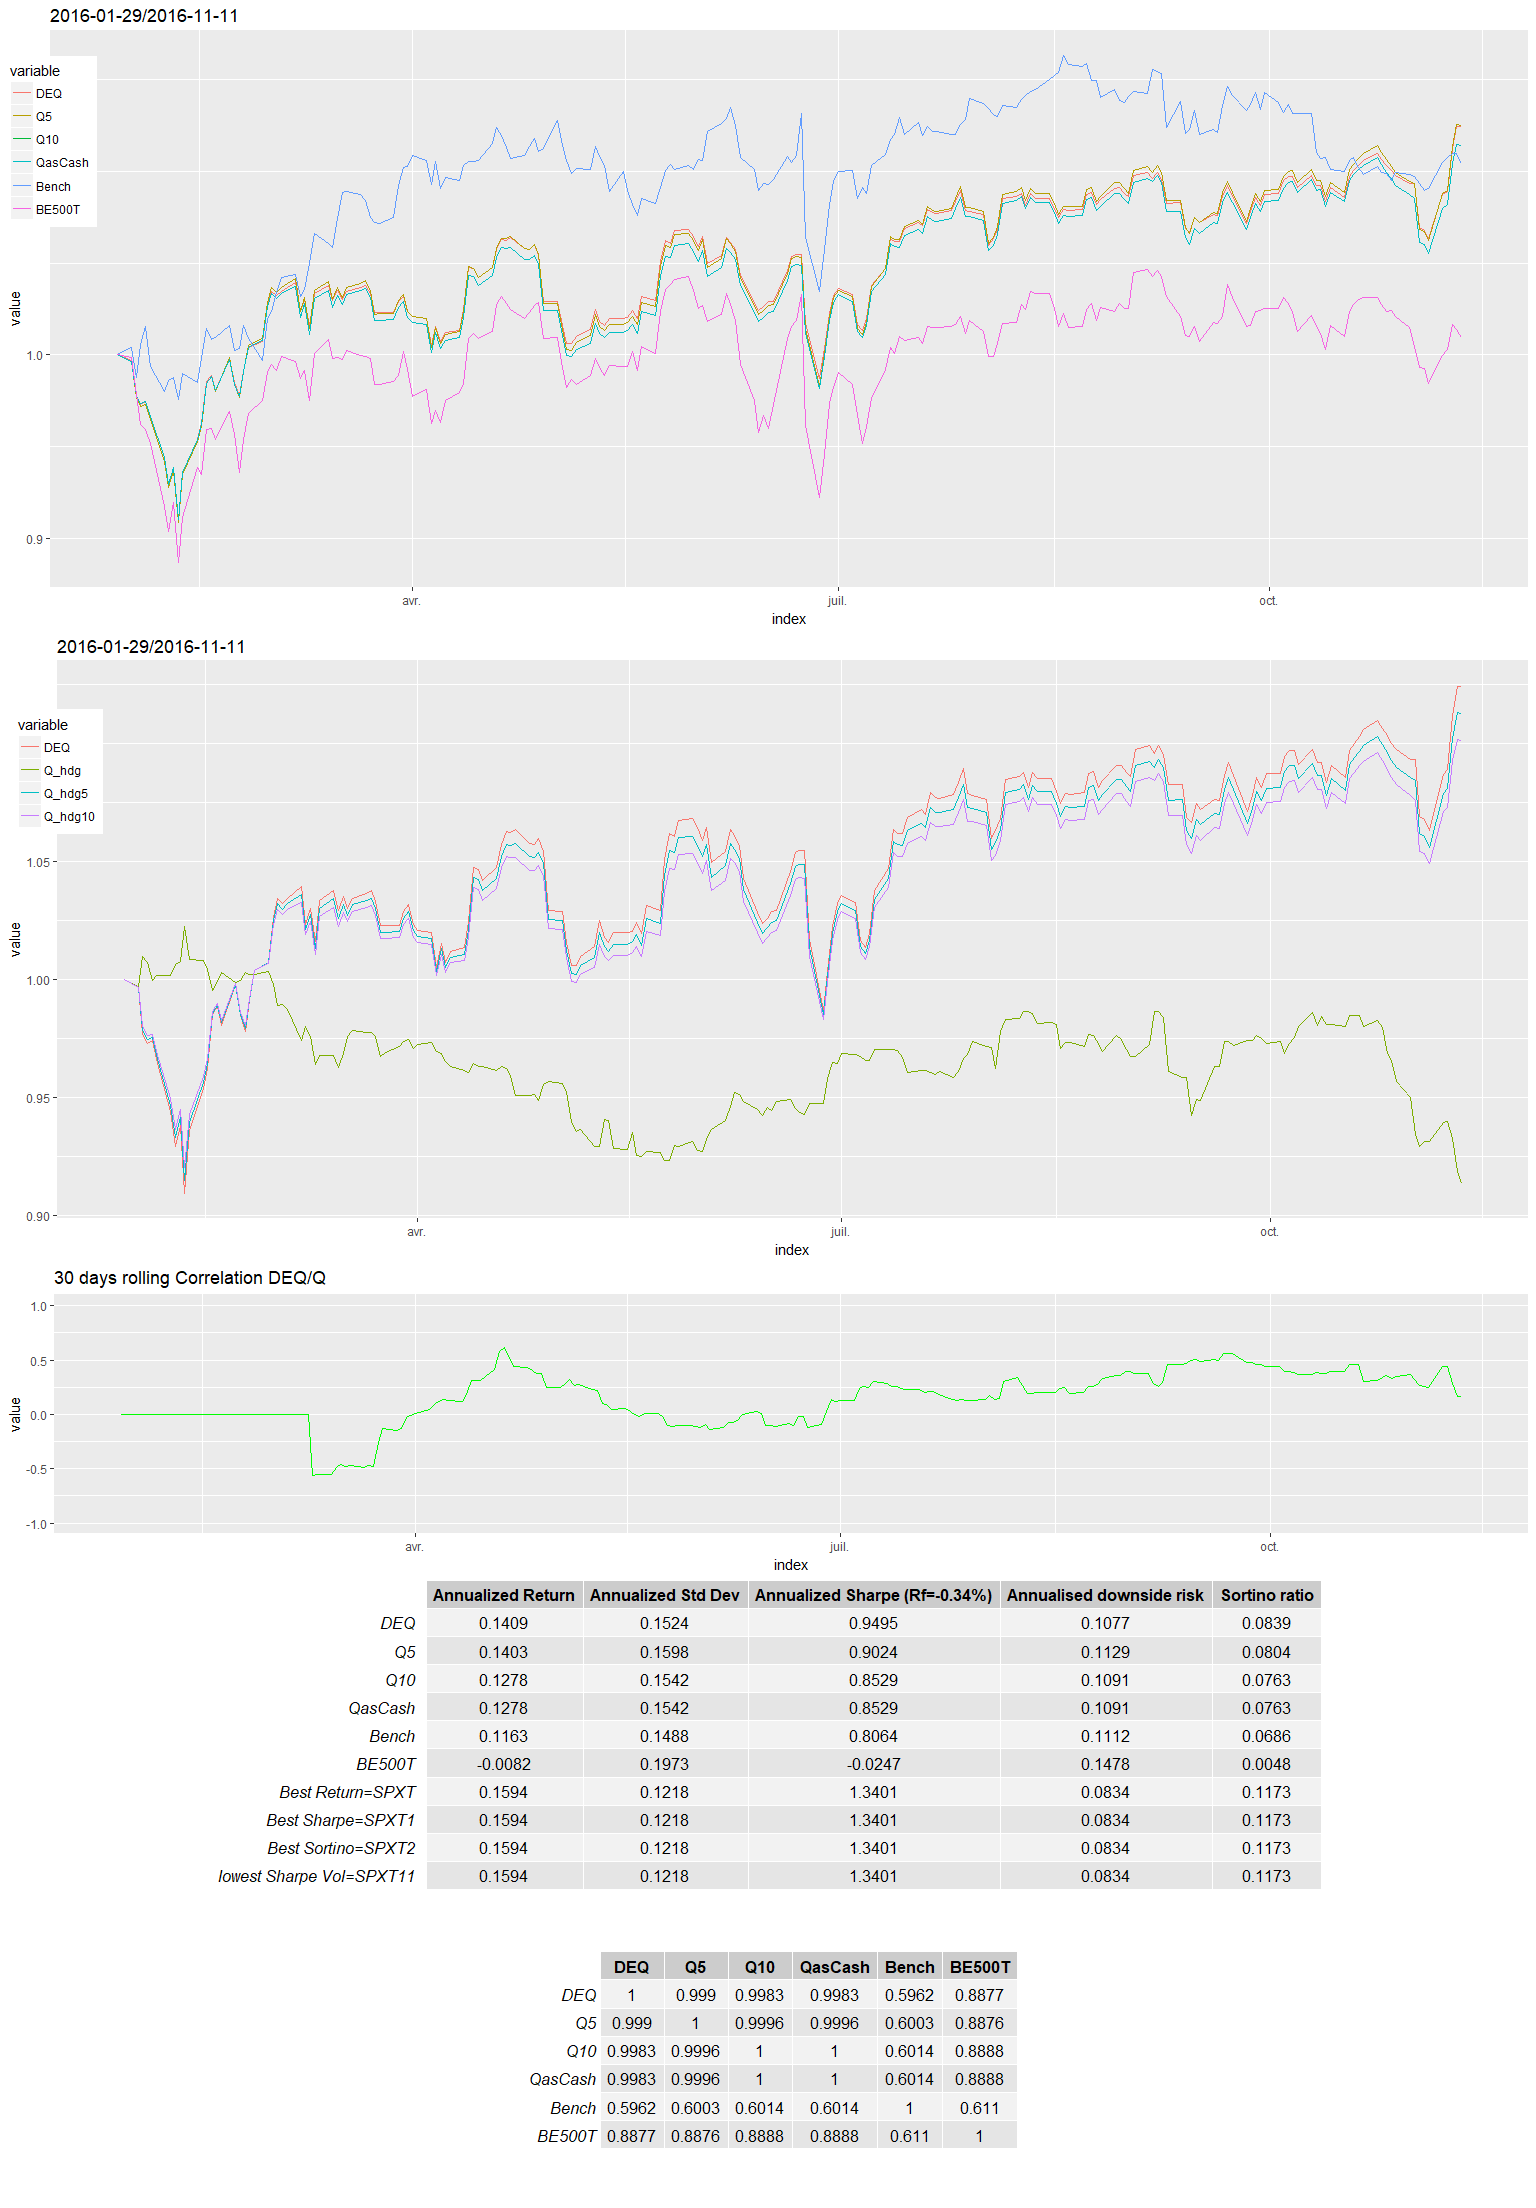 2016-01-29/2016-11-11
variable
DEQ
Q5
Q10
QasCash
Bench
BE500T
value
1.0
0.9
avr.
juil.
oct.
index
2016-01-29/2016-11-11
variable
DEQ
Q_hdg
Q_hdg5
Q_hdg10
value
1.05
1.00
0.95
0.90
avr.
juil.
oct.
index
30 days rolling Correlation DEQ/Q
value
1.0
0.5
0.0
-0.5
-1.0
avr.
juil.
oct.
index
Annualized Return Annualized Std Dev Annualized Sharpe (Rf=-0.34%) Annualised downside risk Sortino ratio
DEQ 0.1409 0.1524 0.9495 0.1077 0.0839
Q5 0.1403 0.1598 0.9024 0.1129 0.0804
Q10 0.1278 0.1542 0.8529 0.1091 0.0763
QasCash 0.1278 0.1542 0.8529 0.1091 0.0763
Bench 0.1163 0.1488 0.8064 0.1112 0.0686
BE500T -0.0082 0.1973 -0.0247 0.1478 0.0048
Best Return=SPXT 0.1594 0.1218 1.3401 0.0834 0.1173
Best Sharpe=SPXT1 0.1594 0.1218 1.3401 0.0834 0.1173
Best Sortino=SPXT2 0.1594 0.1218 1.3401 0.0834 0.1173
lowest Sharpe Vol=SPXT11 0.1594 0.1218 1.3401 0.0834 0.1173
DEQ Q5 Q10 QasCash Bench BE500T
DEQ 1 0.999 0.9983 0.9983 0.5962 0.8877
Q5 0.999 1 0.9996 0.9996 0.6003 0.8876
Q10 0.9983 0.9996 1 1 0.6014 0.8888
QasCash 0.9983 0.9996 1 1 0.6014 0.8888
Bench 0.5962 0.6003 0.6014 0.6014 1 0.611
BE500T 0.8877 0.8876 0.8888 0.8888 0.611 1